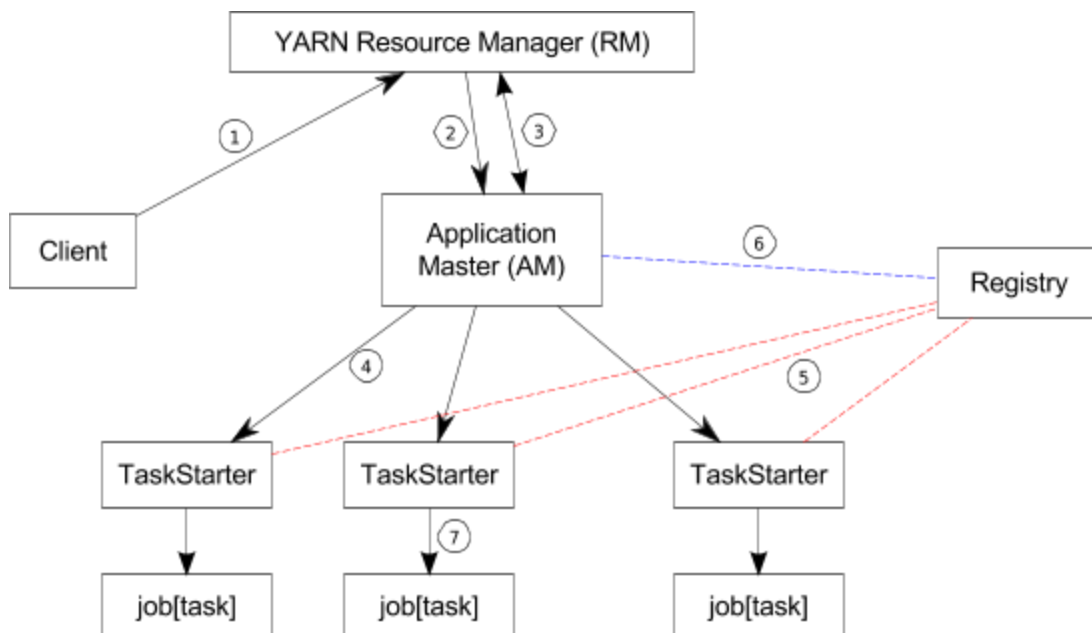 YARN Resource Manager (RM)
1
2
3
Client
Application
Master (AM)
6
Registry
4
5
TaskStarter
TaskStarter
TaskStarter
7
job[task]
job[task]
job[task]